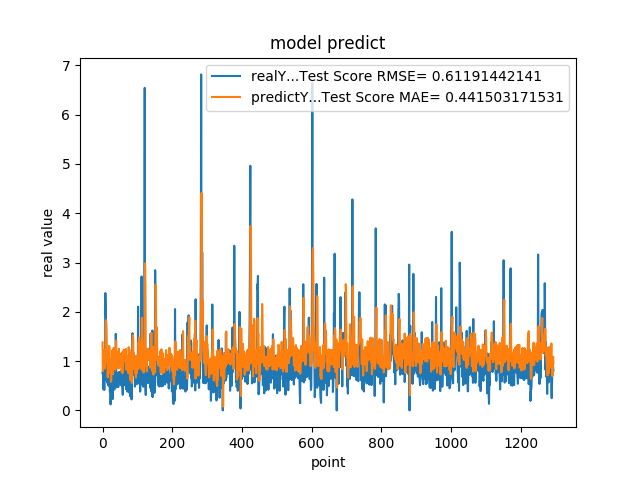 model predict
realY...Test Score RMSE= 0.61191442141
predictY...Test Score MAE= 0.441503171531
real value
7
6
5
4
3
2
1
0
0 200 400 600 800 1000 1200
point